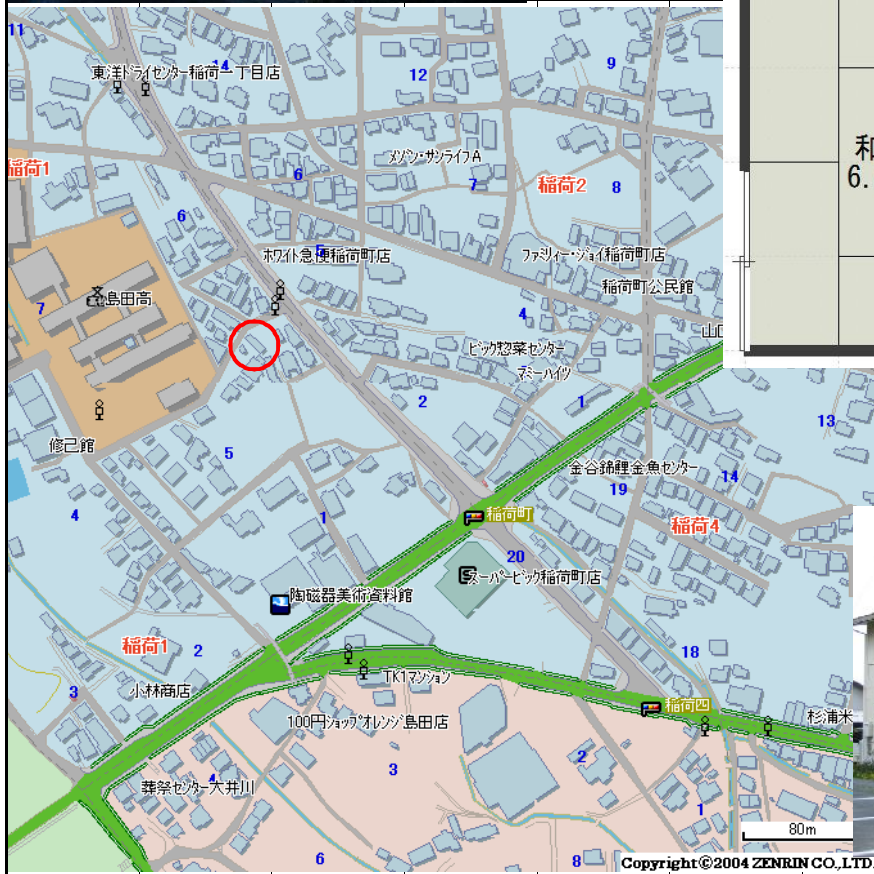 11
14
12
9
東洋ドライセンター稲荷一丁目店
稲荷1
メゾン・サンライフA
和
6.
6
7
稲荷2
8
6
5
ホワイト急便稲荷町店
ファミリー・ジョイ稲荷町店
稲荷町公民館
7
文
島田高
4
山口
ビック惣菜センター
マミーハイツ
2
1
13
修己館
5
金谷錦鯉金魚センター
14
19
4
1
稲荷町
稲荷4
20
スーパービック稲荷町店
陶磁器美術資料館
稲荷1
2
18
3
小林商店
TK1マンション
稲荷四
杉浦米
100円ショップオレンジ島田店
3
2
4
葬祭センター大井川
1
80m
6
8
Copyright©2004 ZENRIN CO.,LTD.